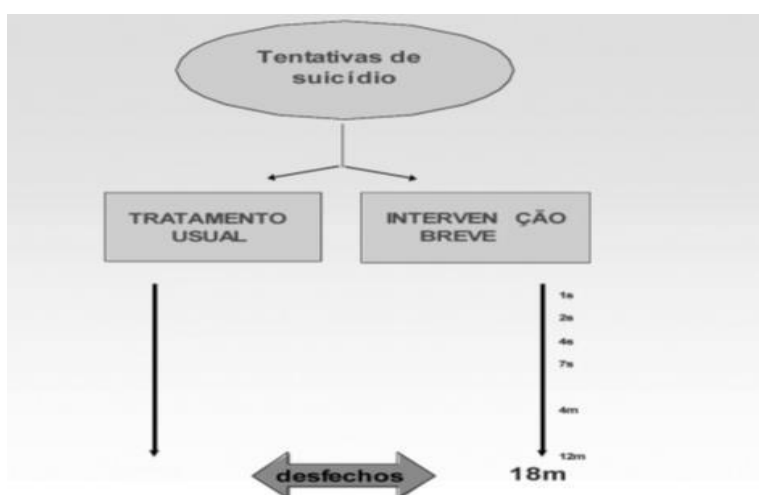 Tentativas de
suicídio
TRATAMENTO
USUAL
INTERVEN ÇÃO
BREVE
1s
2s
4s
7s
4m
12m
18m
desfechos